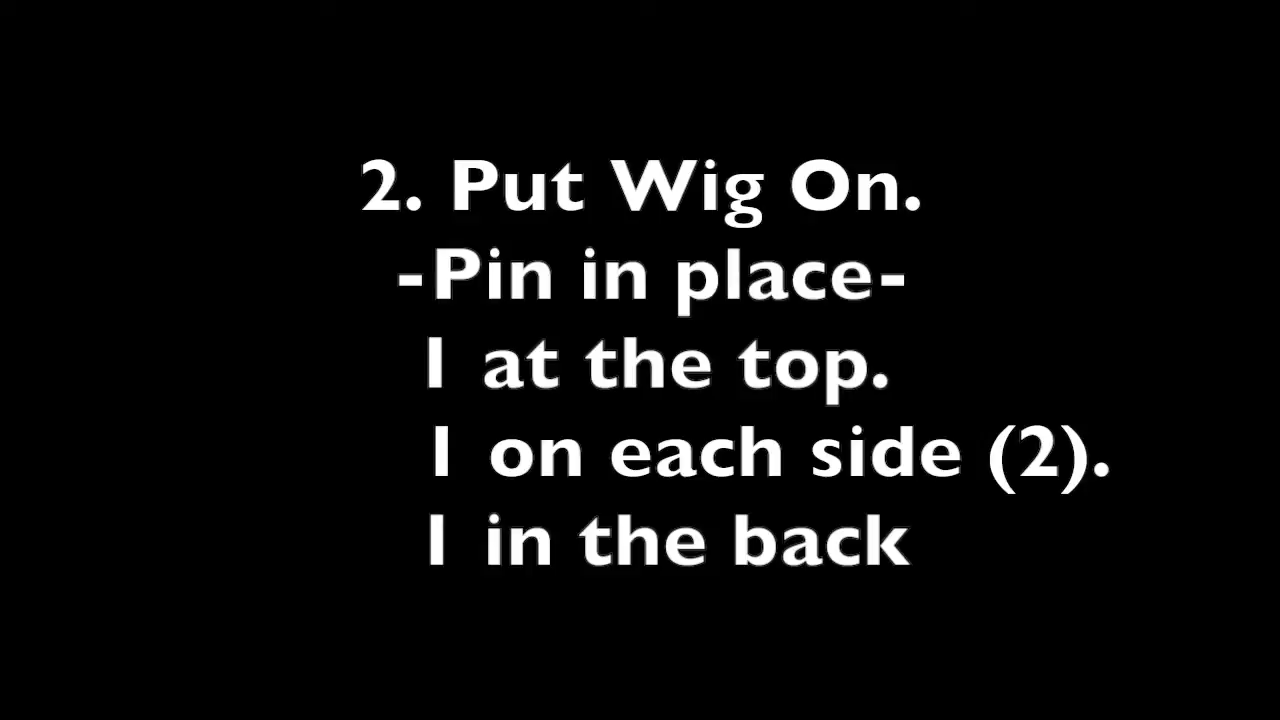 2. Put Wig On.
-Pin in place-
1 at the top.
1 on each side (2).
1 in the back